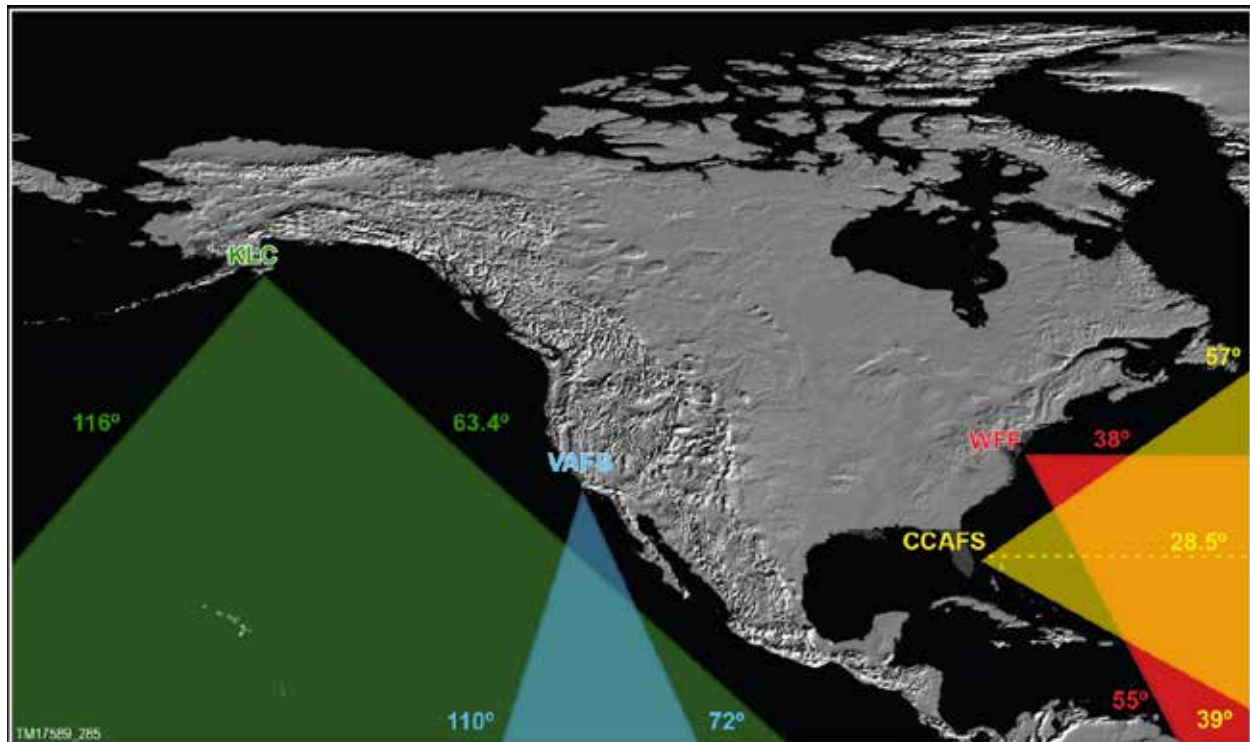 KLC
57º
116º
63.4º
WFF
38º
VAFB
CCAFS
28.5º
55º
110º
72º
39º
TM17589_285